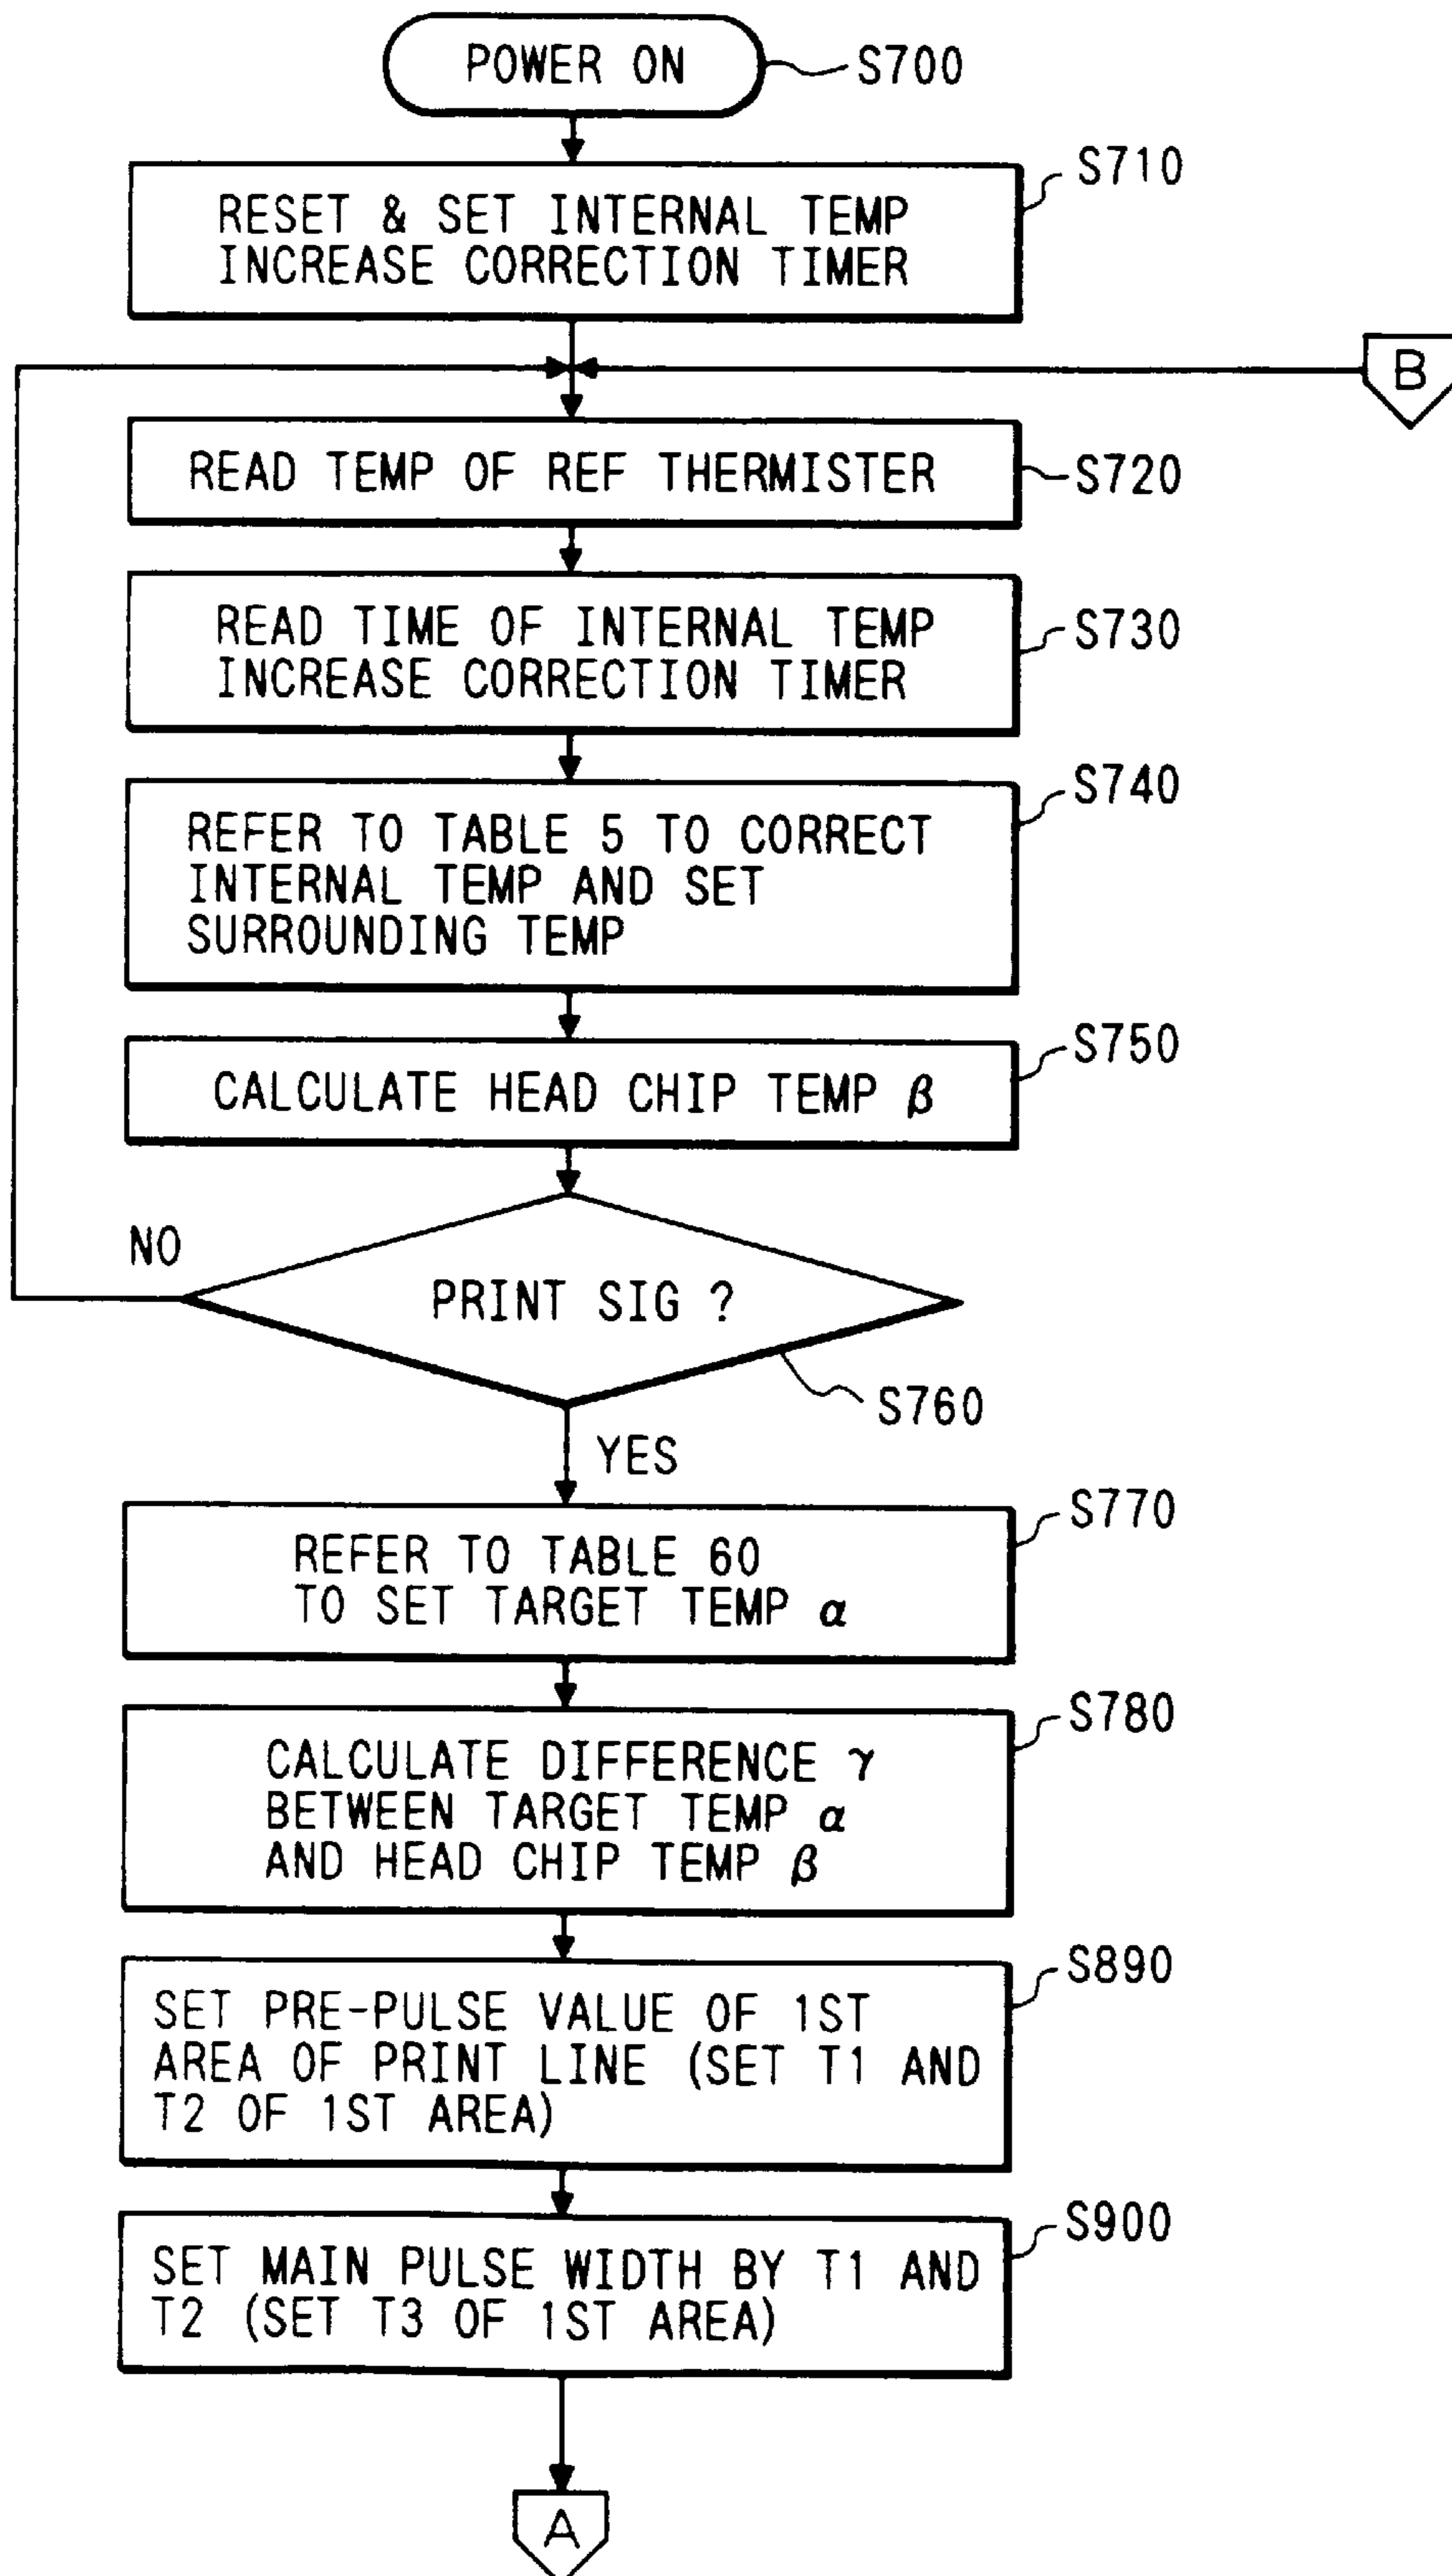 POWER ON
S700
S710
RESET & SET INTERNAL TEMP
INCREASE CORRECTION TIMER
B
READ TEMP OF REF THERMISTER
S720
READ TIME OF INTERNAL TEMP
INCREASE CORRECTION TIMER
S730
S740
REFER TO TABLE 5 TO CORRECT
INTERNAL TEMP AND SET
SURROUNDING TEMP
S750
CALCULATE HEAD CHIP TEMP β
NO
PRINT SIG ?
S760
YES
S770
REFER TO TABLE 60
TO SET TARGET TEMP α
S780
CALCULATE DIFFERENCE γ
BETWEEN TARGET TEMP α
AND HEAD CHIP TEMP β
S890
SET PRE-PULSE VALUE OF 1ST
AREA OF PRINT LINE (SET T1 AND
T2 OF 1ST AREA)
S900
SET MAIN PULSE WIDTH BY T1 AND
T2 (SET T3 OF 1ST AREA)
A